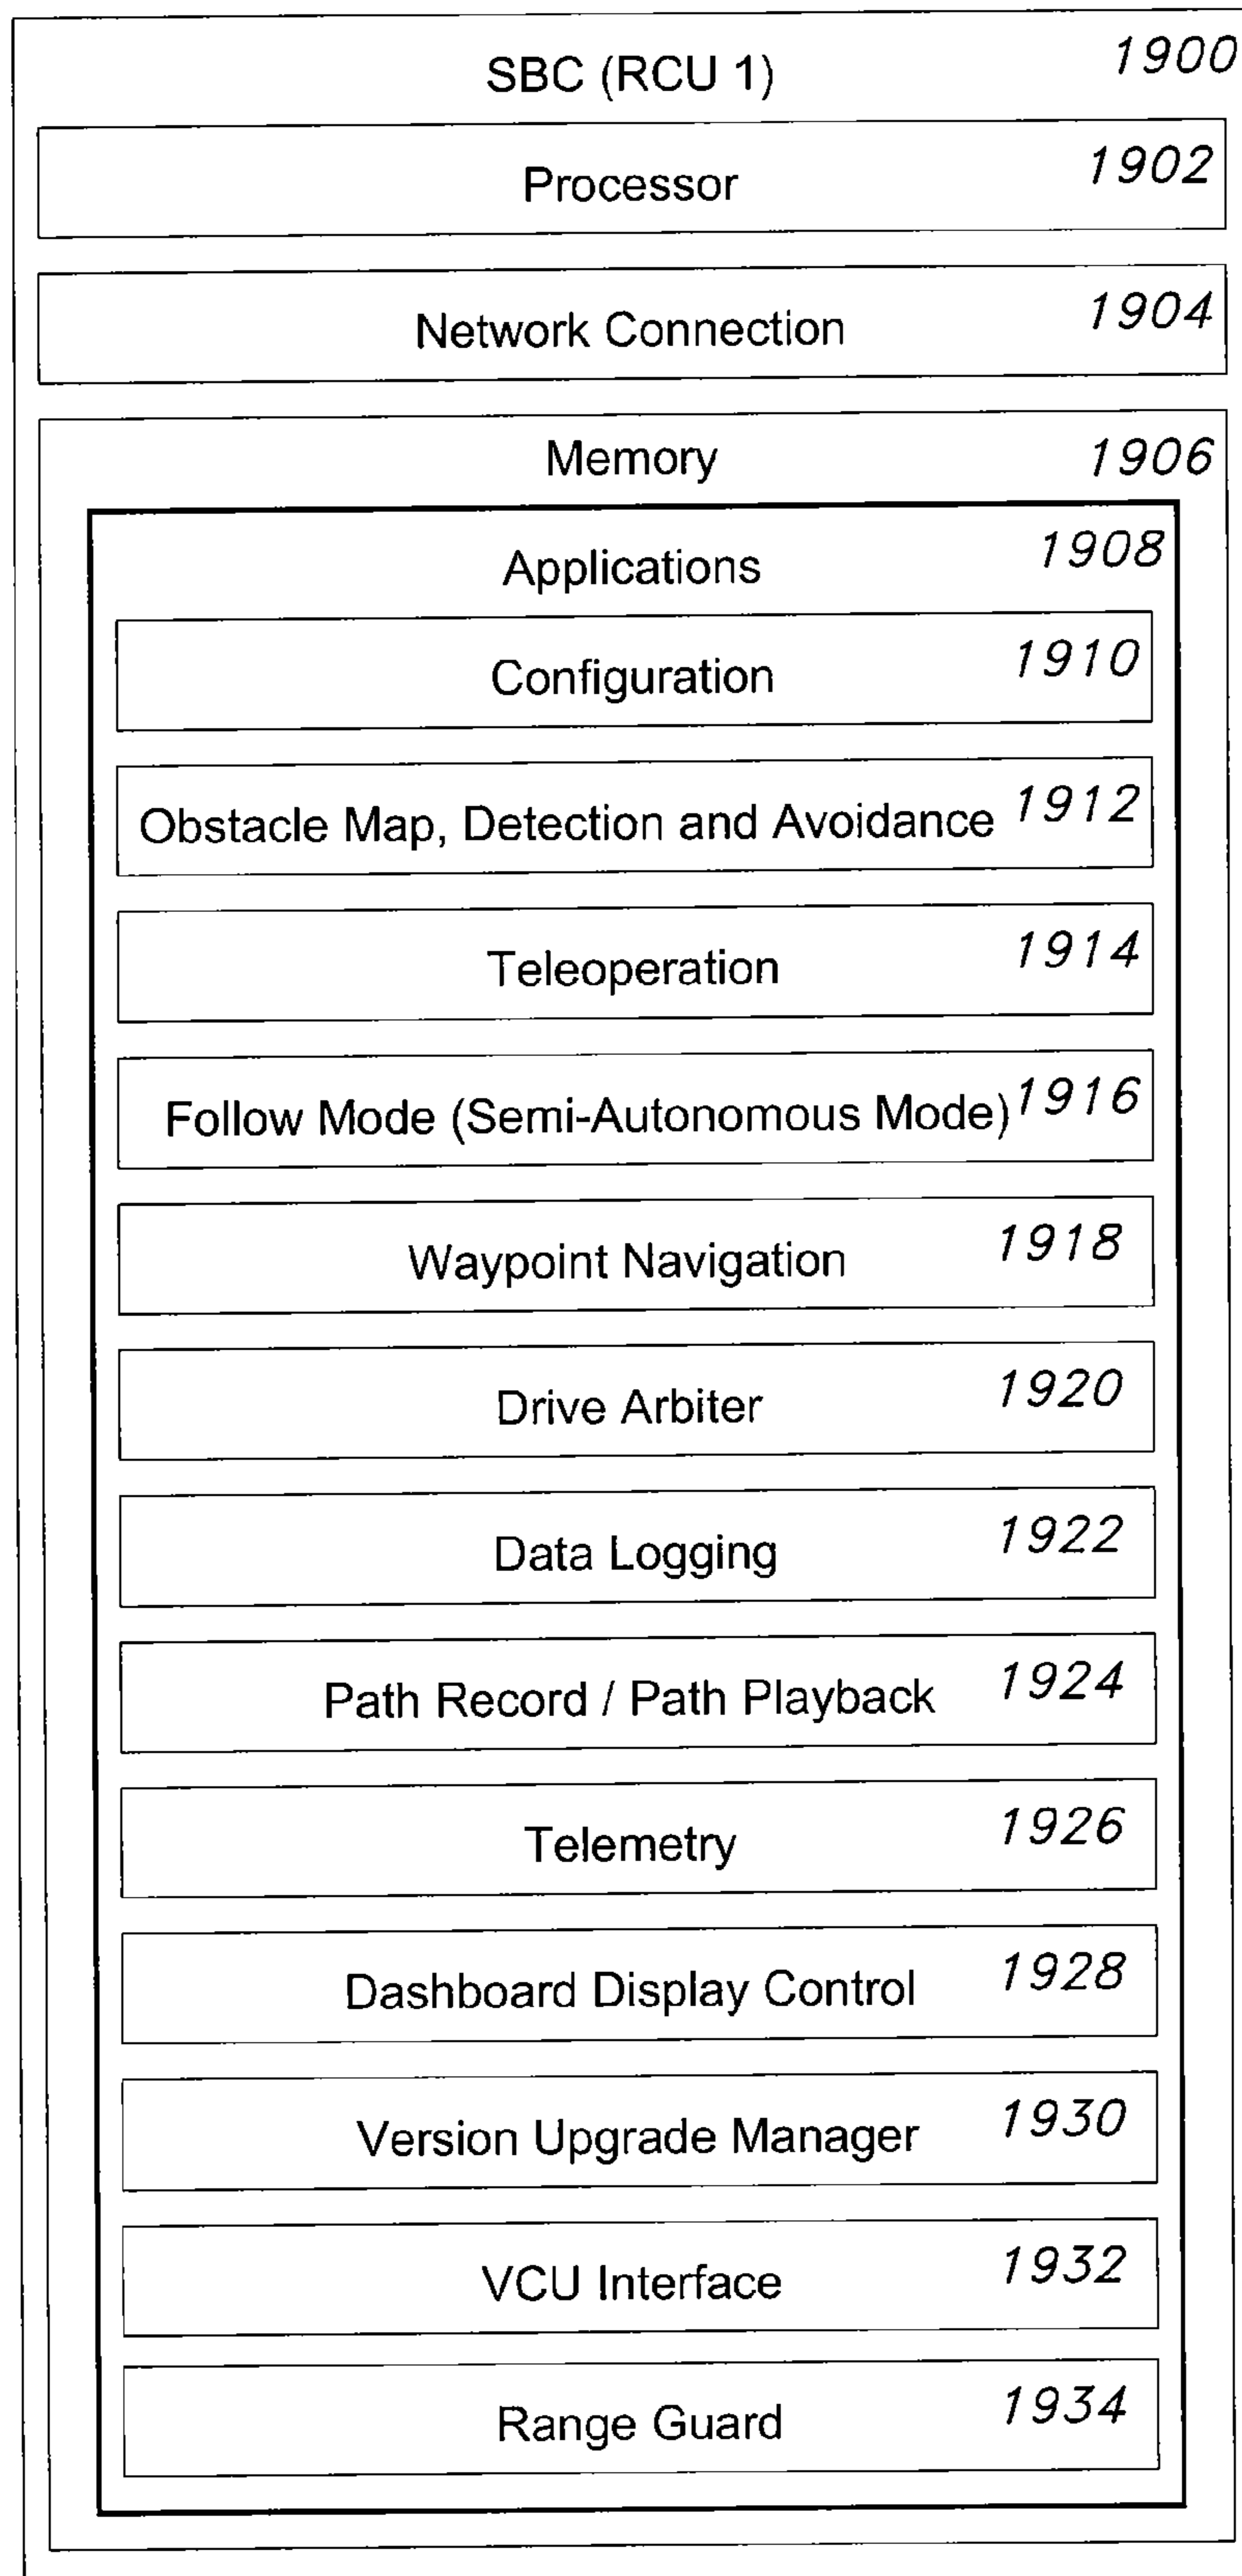 SBC (RCU 1) 1900
Processor 1902
Network Connection 1904
Memory 1906
Applications 1908
Configuration 1910
Obstacle Map, Detection and Avoidance 1912
Teleoperation 1914
Follow Mode (Semi-Autonomous Mode) 1916
Waypoint Navigation 1918
Drive Arbiter 1920
Data Logging 1922
Path Record / Path Playback 1924
Telemetry 1926
Dashboard Display Control 1928
Version Upgrade Manager 1930
VCU Interface 1932
Range Guard 1934